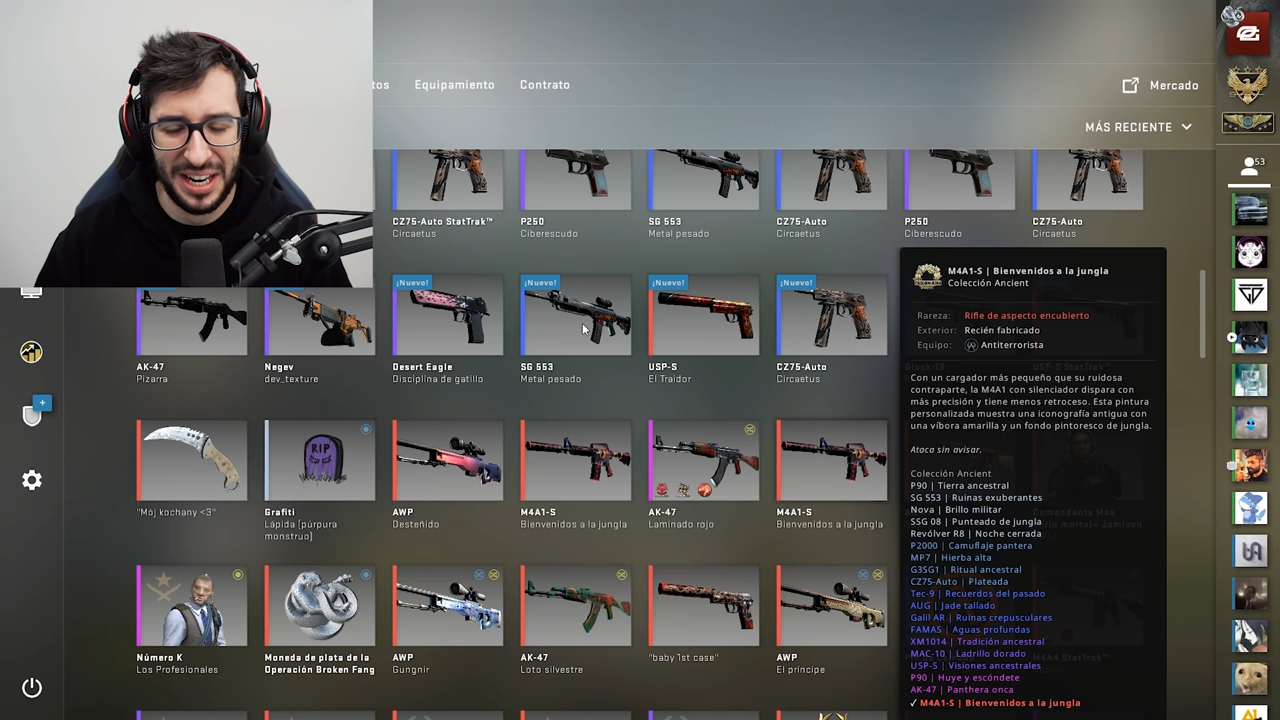 tos
Equipamiento
Contrato
Mercado
MÁS RECIENTE
53
CZ75-Auto StatTrak™
Circaetus
P250
Ciberescudo
SG 553
Metal pesado
CZ75-Auto
Circaetus
P250
Ciberescudo
CZ75-Auto
Circaetus
¡Nuevo!
¡Nuevo!
¡Nuevo!
¡Nuevo!
AK-47
Pizarra
Negev
dev_texture
Desert Eagle
Disciplina de gatillo
SG 553
Metal pesado
USP-S
El Traidor
CZ75-Auto
Circaetus
RIP
"Mój kochany <3"
Grafiti
Lápida [púrpura
monstruo]
AWP
Desteñido
M4A1-S
Bienvenidos a la jungla
AK-47
Laminado rojo
M4A1-S
Bienvenidos a la jungla
Número K
Los Profesionales
Moneda de plata de la
Operación Broken Fang
AWP
Gungnir
AK-47
Loto silvestre
"baby 1st case"
AWP
El príncipe
M4A1-S | Bienvenidos a la jungla
Colección Ancient
Rareza: Rifle de aspecto encubierto
Exterior: Recién fabricado
Equipo: Antiterrorista
Con un cargador más pequeño que su ruidosa
contraparte, la M4A1 con silenciador dispara con
más precisión y tiene menos retroceso. Esta pintura
personalizada muestra una iconografía antigua con
una víbora amarilla y un fondo pintoresco de jungla.
Ataca sin avisar.
Colección Ancient
P90 | Tierra ancestral
SG 553 | Ruinas exuberantes
Nova | Brillo militar
SSG 08 | Punteado de jungla
Revólver R8 | Noche cerrada
P2000 | Camuflaje pantera
MP7 | Hierba alta
G3SG1 | Ritual ancestral
CZ75-Auto | Plateada
Tec-9 | Recuerdos del pasado
AUG | Jade tallado
Galil AR | Ruinas crepusculares
FAMAS | Aguas profundas
XM1014 | Tradición ancestral
MAC-10 | Ladrillo dorado
USP-S | Visiones ancestrales
P90 | Huye y escóndete
AK-47 | Panthera onca
✓ M4A1-S | Bienvenidos a la jungla